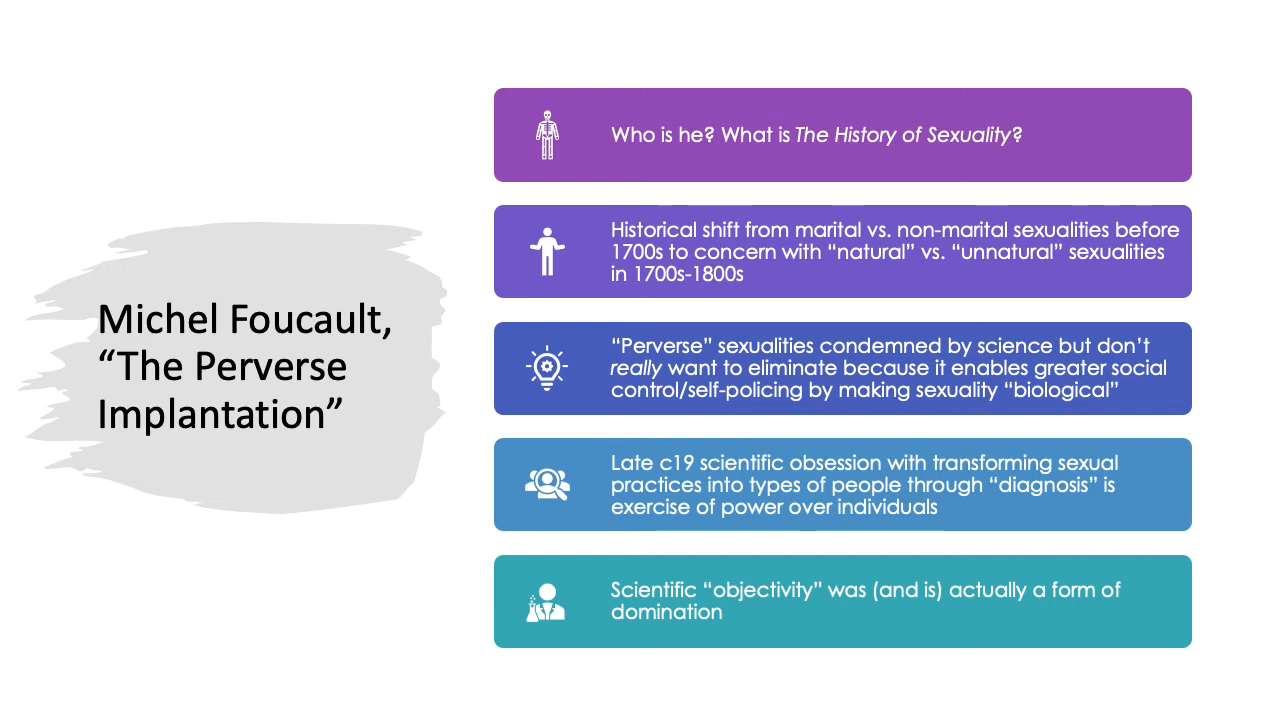 Michel Foucault,
“The Perverse
Implantation”
Who is he? What is The History of Sexuality?
Historical shift from marital vs. non-marital sexualities before
1700s to concern with “natural” vs. “unnatural” sexualities
in 1700s-1800s
“Perverse” sexualities condemned by science but don’t
really want to eliminate because it enables greater social
control/self-policing by making sexuality “biological”
Late c19 scientific obsession with transforming sexual
practices into types of people through “diagnosis” is
exercise of power over individuals
Scientific “objectivity” was (and is) actually a form of
domination